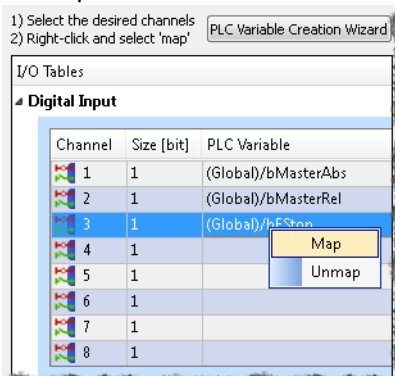 1) Select the desired channels
2) Right-click and select 'map'
PLC Variable Creation Wizard
I/O Tables
Digital Input
Channel Size [bit] PLC Variable
1 1 (Global)/bMasterAbs
2 1 (Global)/bMasterRel
3 1 (Global)/bEStop
Map
4 1
Unmap
5 1
6 1
7 1
8 1